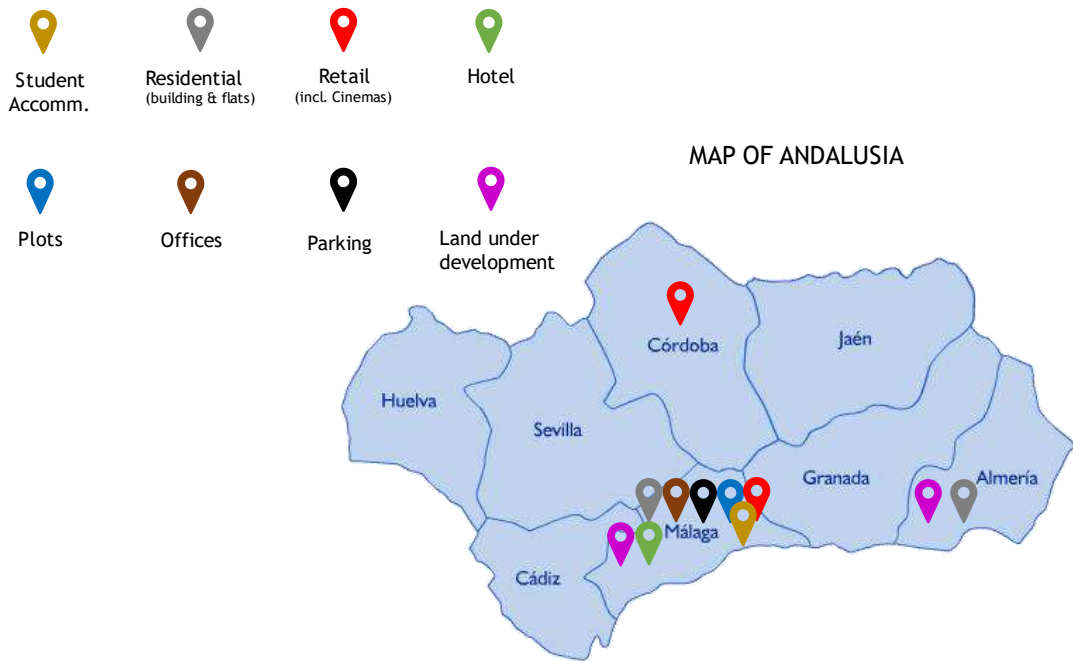 Student
Accomm.
Residential
(building & flats)
Retail
(incl. Cinemas)
Hotel
Plots
Offices
Parking
Land under
development
MAP OF ANDALUSIA
Córdoba
Jaén
Huelva
Sevilla
Granada
Almería
Málaga
Cádiz